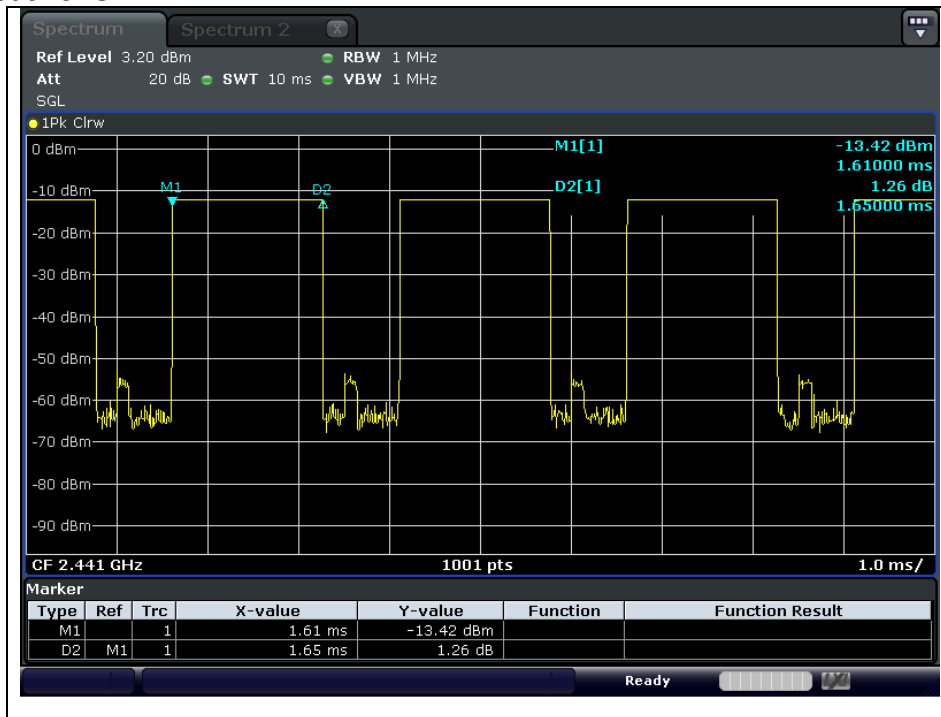 Spectrum Spectrum 2 X
Ref Level 3.20 dBm RBW 1 MHz
Att 20 dB SWT 10 ms VBW 1 MHz
SGL
1Pk Clrw
0 dBm
M1[1] -13.42 dBm
1.61000 ms
-10 dBm M1 D2 D2[1] 1.26 dB
1.65000 ms
-20 dBm
-30 dBm
-40 dBm
-50 dBm
-60 dBm
-70 dBm
-80 dBm
-90 dBm
CF 2.441 GHz 1001 pts 1.0 ms/
Marker
Type Ref Trc X-value Y-value Function Function Result
M1 1 1.61 ms -13.42 dBm
D2 M1 1 1.65 ms 1.26 dB
Ready